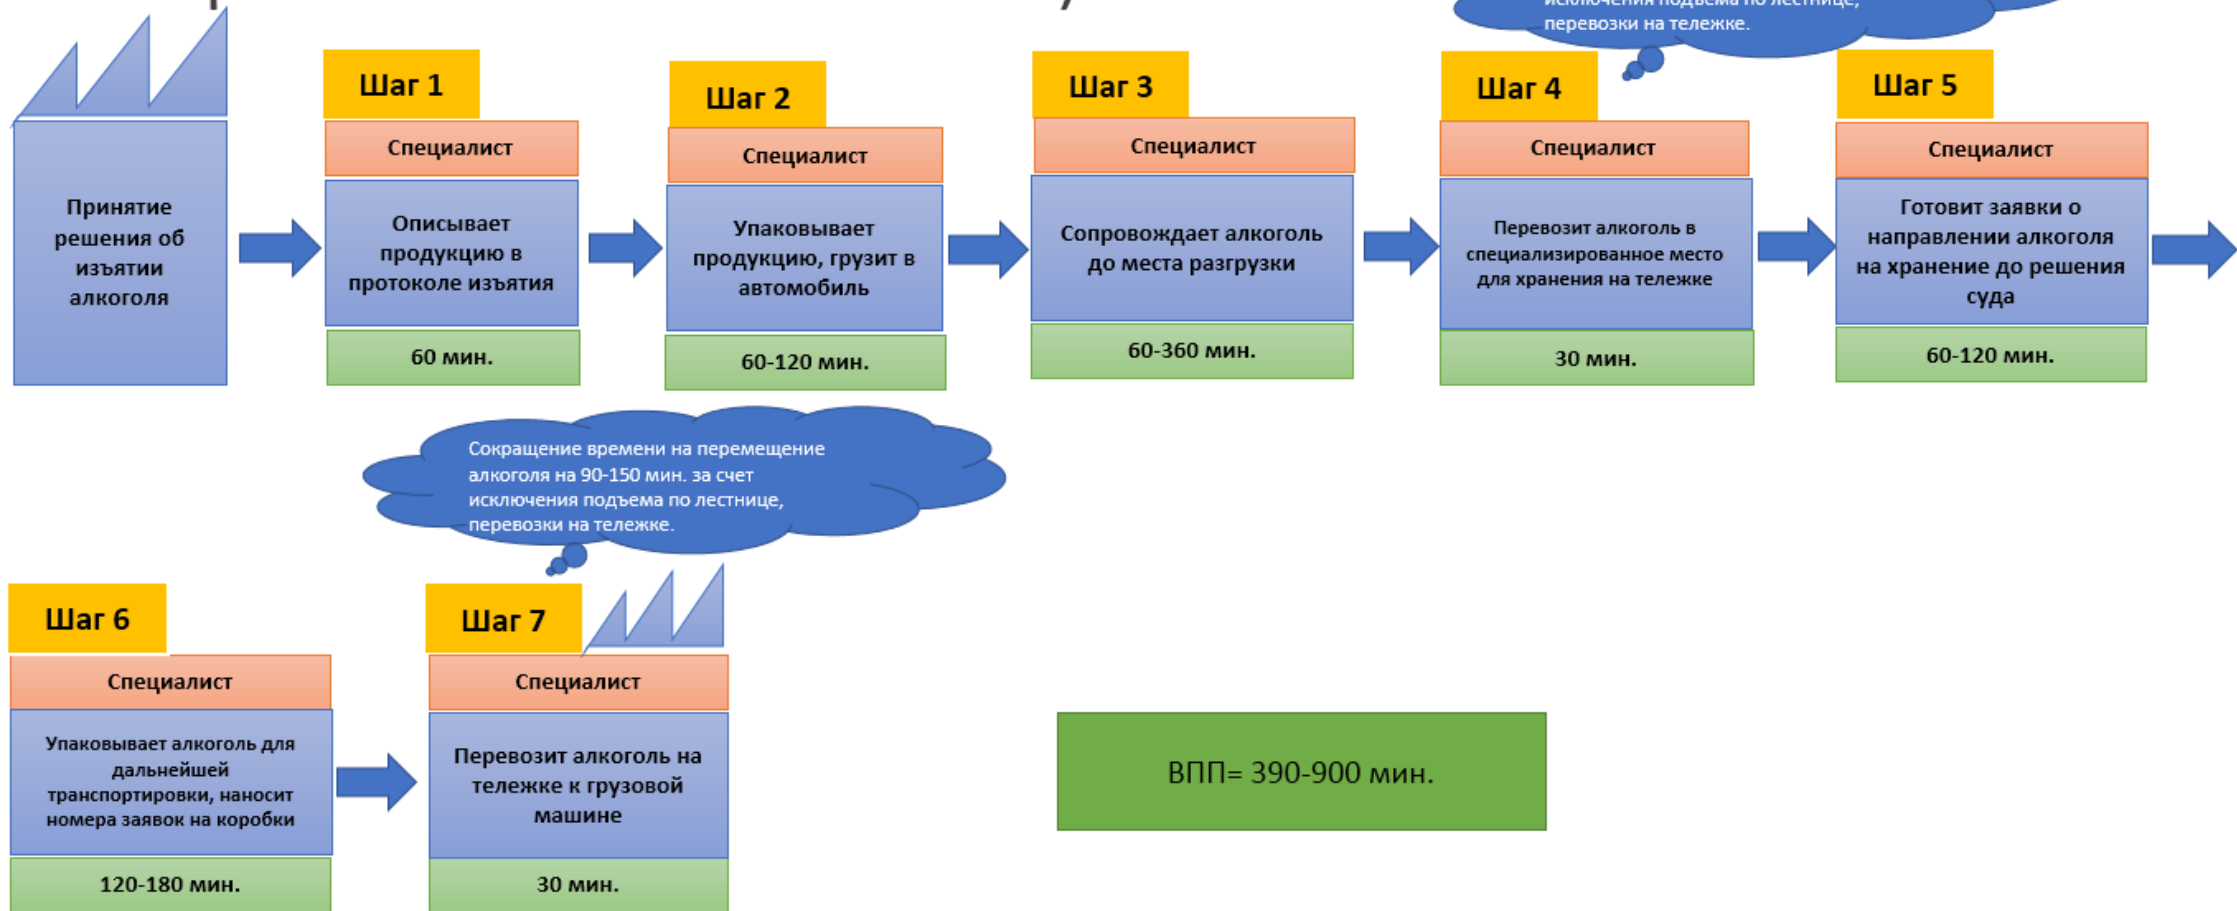 исключения подъема по лестнице,
перевозки на тележке.
Принятие
решения об
изъятии
алкоголя
Шаг 1
Специалист
Описывает
продукцию в
протоколе изъятия
60 мин.
Шаг 2
Специалист
Упаковывает
продукцию, грузит в
автомобиль
60-120 мин.
Шаг 3
Специалист
Сопровождает алкоголь
до места разгрузки
60-360 мин.
Шаг 4
Специалист
Перевозит алкоголь в
специализированное место
для хранения на тележке
30 мин.
Шаг 5
Специалист
Готовит заявки о
направлении алкоголя
на хранение до решения
суда
60-120 мин.
Сокращение времени на перемещение
алкоголя на 90-150 мин. за счет
исключения подъема по лестнице,
перевозки на тележке.
Шаг 6
Специалист
Упаковывает алкоголь для
дальнейшей
транспортировки, наносит
номера заявок на коробки
120-180 мин.
Шаг 7
Специалист
Перевозит алкоголь на
тележке к грузовой
машине
30 мин.
ВПП= 390-900 мин.